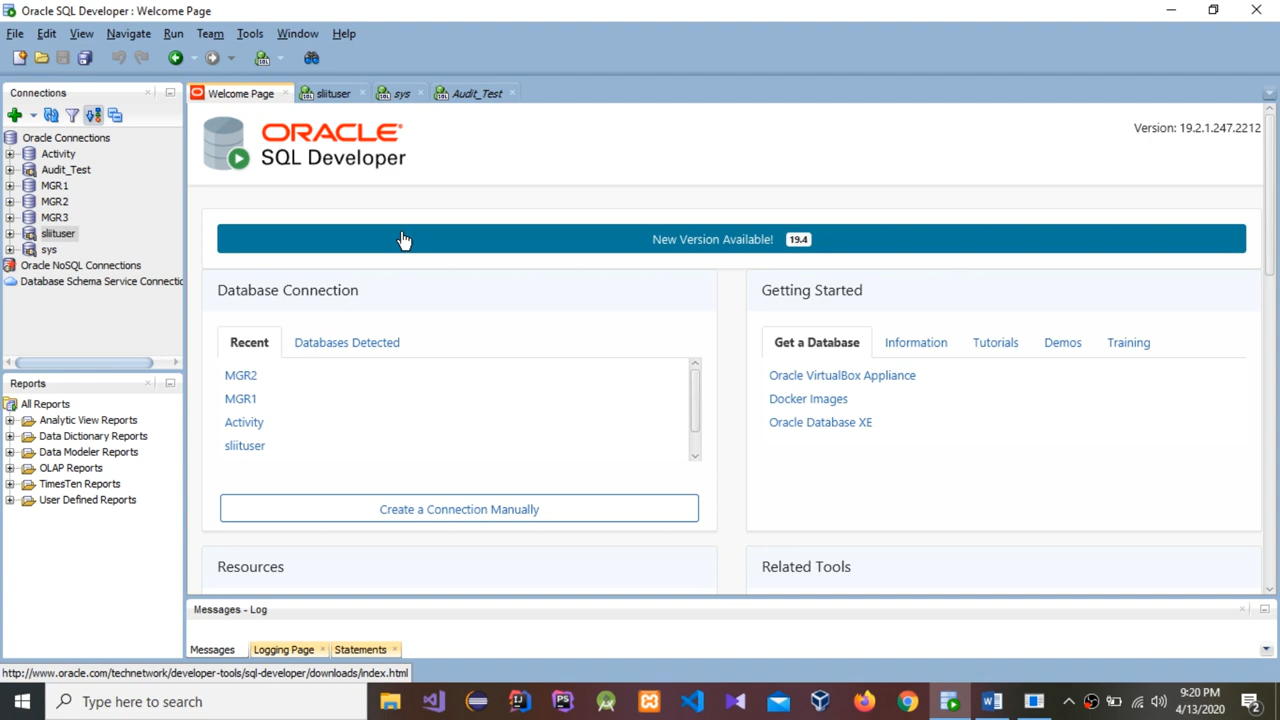 Oracle SQL Developer : Welcome Page
File Edit View Navigate Run Team Tools Window Help
Connections
Oracle Connections
Activity
Audit_Test
MGR1
MGR2
MGR3
sliituser
sys
Oracle NoSQL Connections
Database Schema Service Connectic
Reports
All Reports
Analytic View Reports
Data Dictionary Reports
Data Modeler Reports
OLAP Reports
TimesTen Reports
User Defined Reports
Welcome Page sliituser sys Audit_Test
ORACLE
SQL Developer
Version: 19.2.1.247.2212
New Version Available! 19.4
Database Connection
Recent Databases Detected
MGR2
MGR1
Activity
sliituser
Create a Connection Manually
Getting Started
Get a Database Information Tutorials Demos Training
Oracle VirtualBox Appliance
Docker Images
Oracle Database XE
Resources
Related Tools
Messages - Log
Messages Logging Page Statements
http://www.oracle.com/technetwork/developer-tools/sql-developer/downloads/index.html
Type here to search
9:20 PM
4/13/2020
2